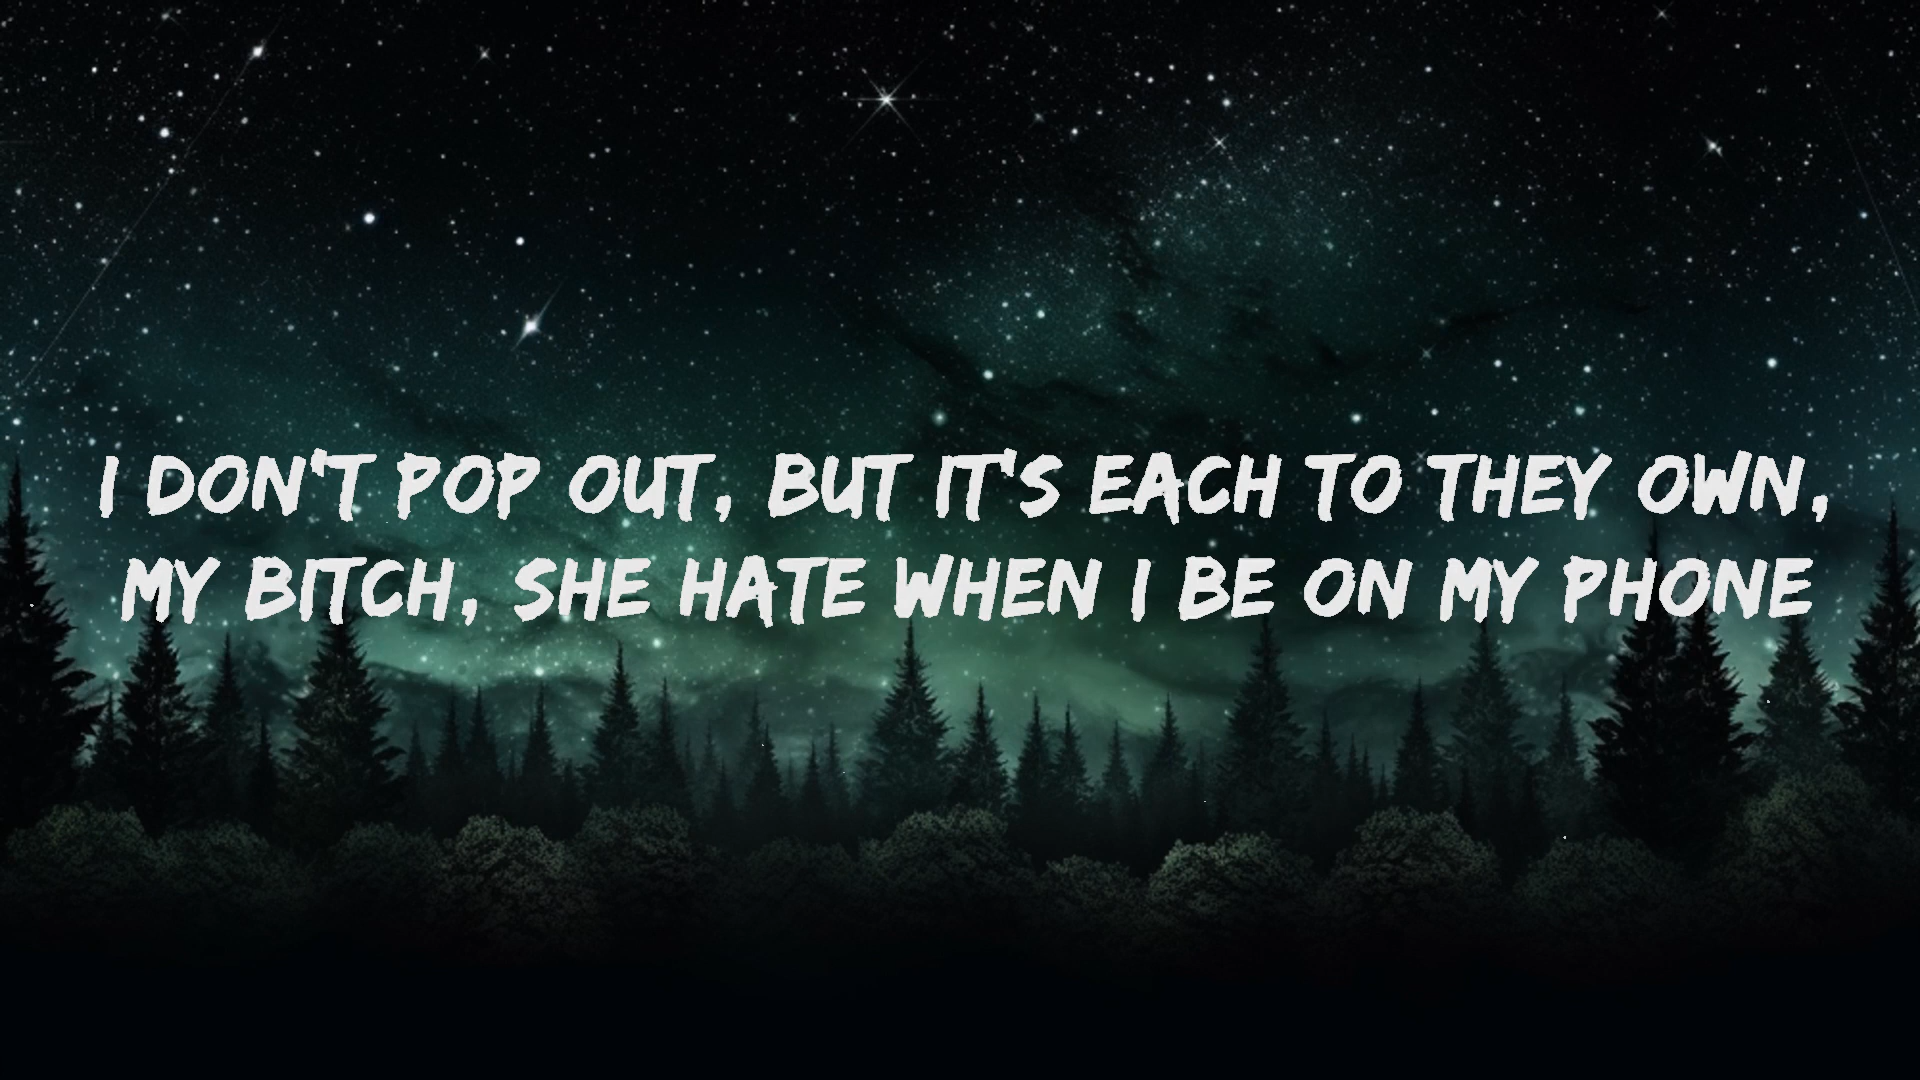 I DON'T POP OUT, BUT IT'S EACH TO THEY OWN,
MY BITCH, SHE HATE WHEN I BE ON MY PHONE